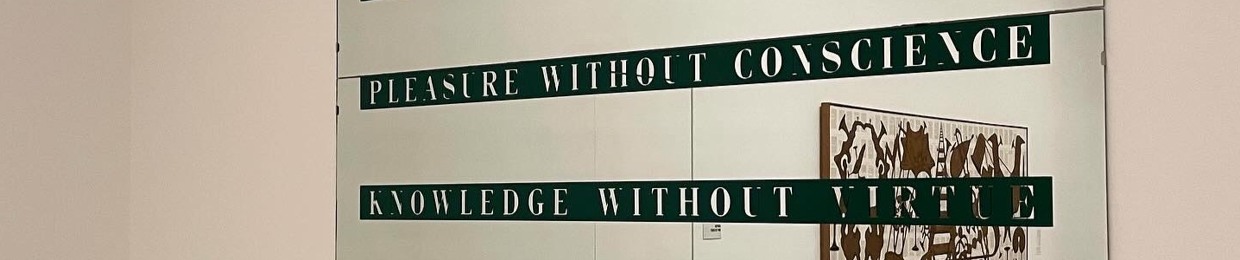 PLEASURE WITHOUT CONSCIENCE
KNOWLEDGE WITHOUT VIRTUE